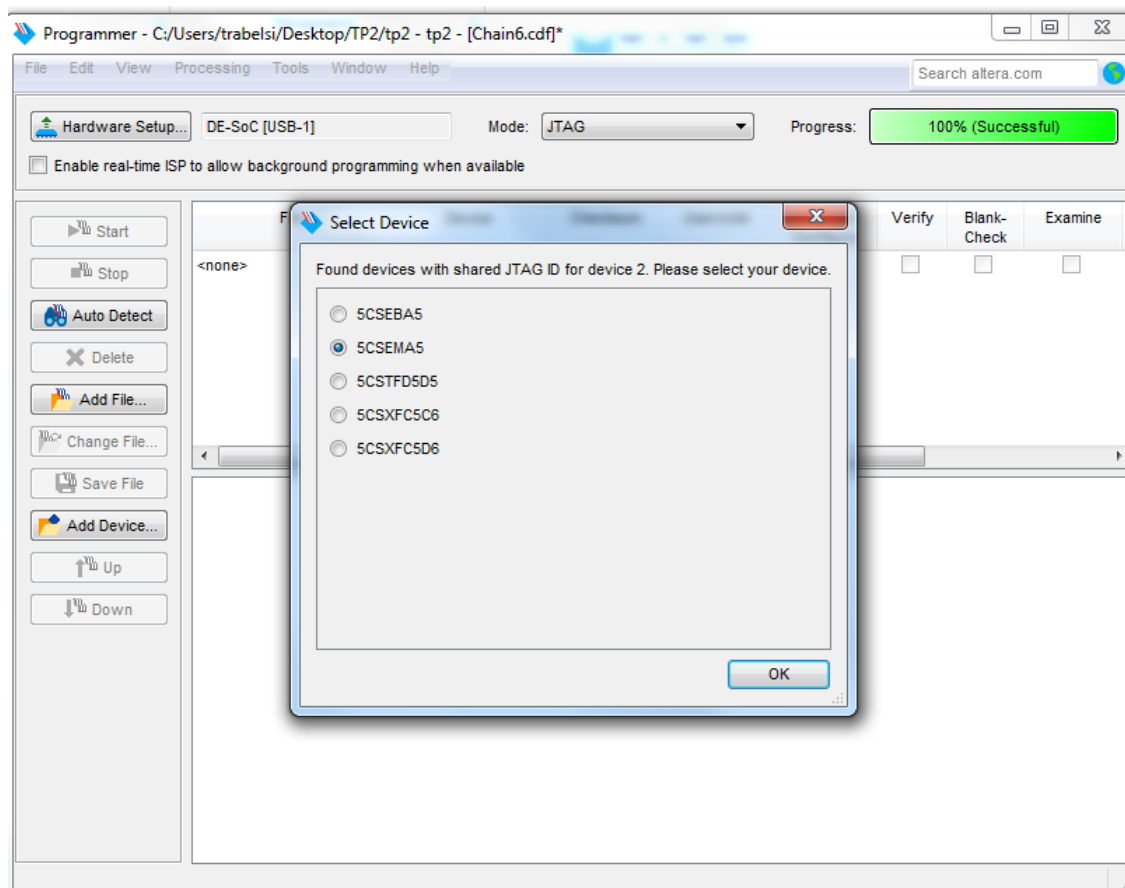 Programmer - C:/Users/trabelsi/Desktop/TP2/tp2 - tp2 - [Chain6.cdf]*
File Edit View Processing Tools Window Help
Search altera.com
Hardware Setup...
DE-SoC [USB-1]
Mode:
JTAG
Progress:
100% (Successful)
Enable real-time ISP to allow background programming when available
Start
Stop
Auto Detect
Delete
Add File...
Change File...
Save File
Add Device...
Up
Down
Verify
Blank-
Check
Examine
<none>
Select Device
Found devices with shared JTAG ID for device 2. Please select your device.
5CSEBA5
5CSEMA5
5CSTFD5D5
5CSXFC5C6
5CSXFC5D6
OK